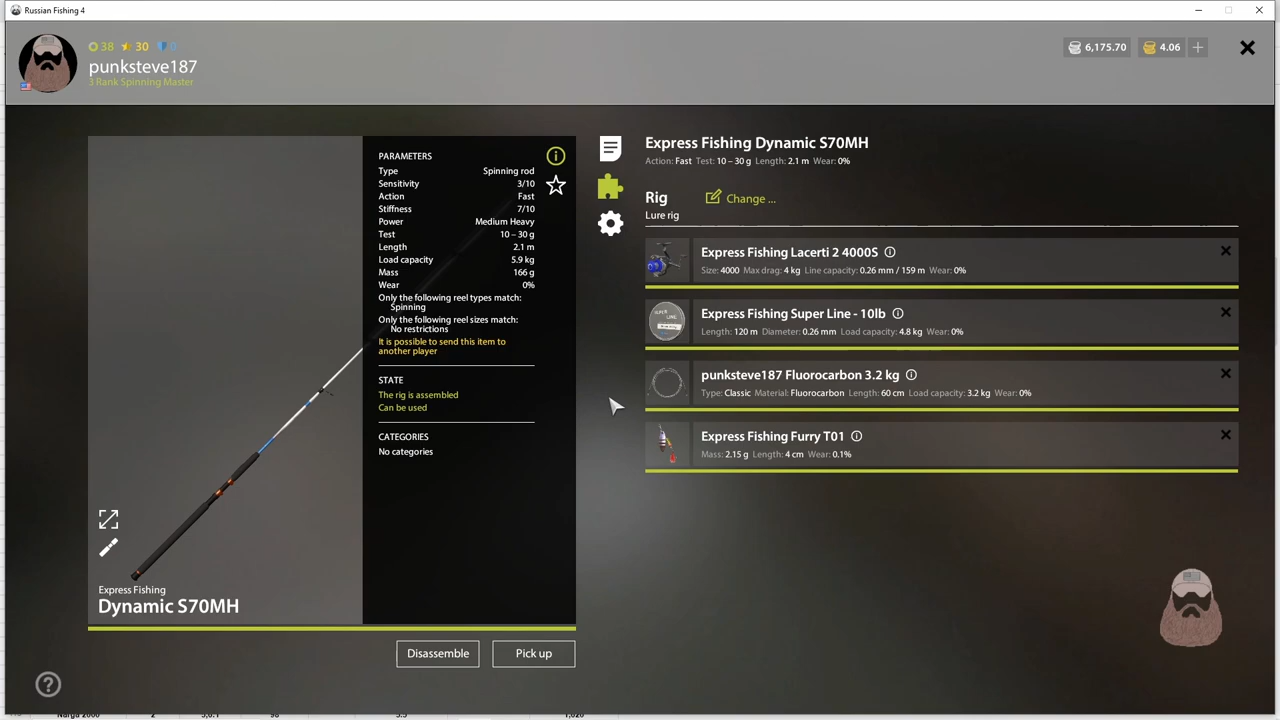 Russian Fishing 4
38 30 0
punksteve187
3 Rank Spinning Master
6,175.70 4.06
PARAMETERS
Type Spinning rod
Sensitivity 3/10
Action Fast
Stiffness 7/10
Power Medium Heavy
Test 10 – 30 g
Length 2.1 m
Load capacity 5.9 kg
Mass 166 g
Wear 0%
Only the following reel types match:
Spinning
Only the following reel sizes match:
No restrictions
It is possible to send this item to
another player
STATE
The rig is assembled
Can be used
CATEGORIES
No categories
Express Fishing
Dynamic S70MH
Disassemble Pick up
Express Fishing Dynamic S70MH
Action: Fast Test: 10 – 30 g Length: 2.1 m Wear: 0%
Rig Change ...
Lure rig
Express Fishing Lacerti 2 4000S
Size: 4000 Max drag: 4 kg Line capacity: 0.26 mm / 159 m Wear: 0%
Express Fishing Super Line - 10lb
Length: 120 m Diameter: 0.26 mm Load capacity: 4.8 kg Wear: 0%
punksteve187 Fluorocarbon 3.2 kg
Type: Classic Material: Fluorocarbon Length: 60 cm Load capacity: 3.2 kg Wear: 0%
Express Fishing Furry T01
Mass: 2.15 g Length: 4 cm Wear: 0.1%